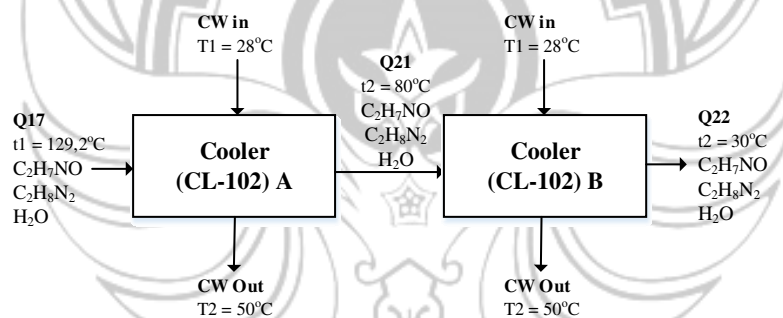 CW in
T1 = 28°C
CW in
T1 = 28°C
Q21
t2 = 80°C
C₂H₇NO
C₂H₈N₂
H₂O
Q17
t1 = 129,2°C
C₂H₇NO
C₂H₈N₂
H₂O
Cooler
(CL-102) A
Cooler
(CL-102) B
Q22
t2 = 30°C
C₂H₇NO
C₂H₈N₂
H₂O
CW Out
T2 = 50°C
CW Out
T2 = 50°C